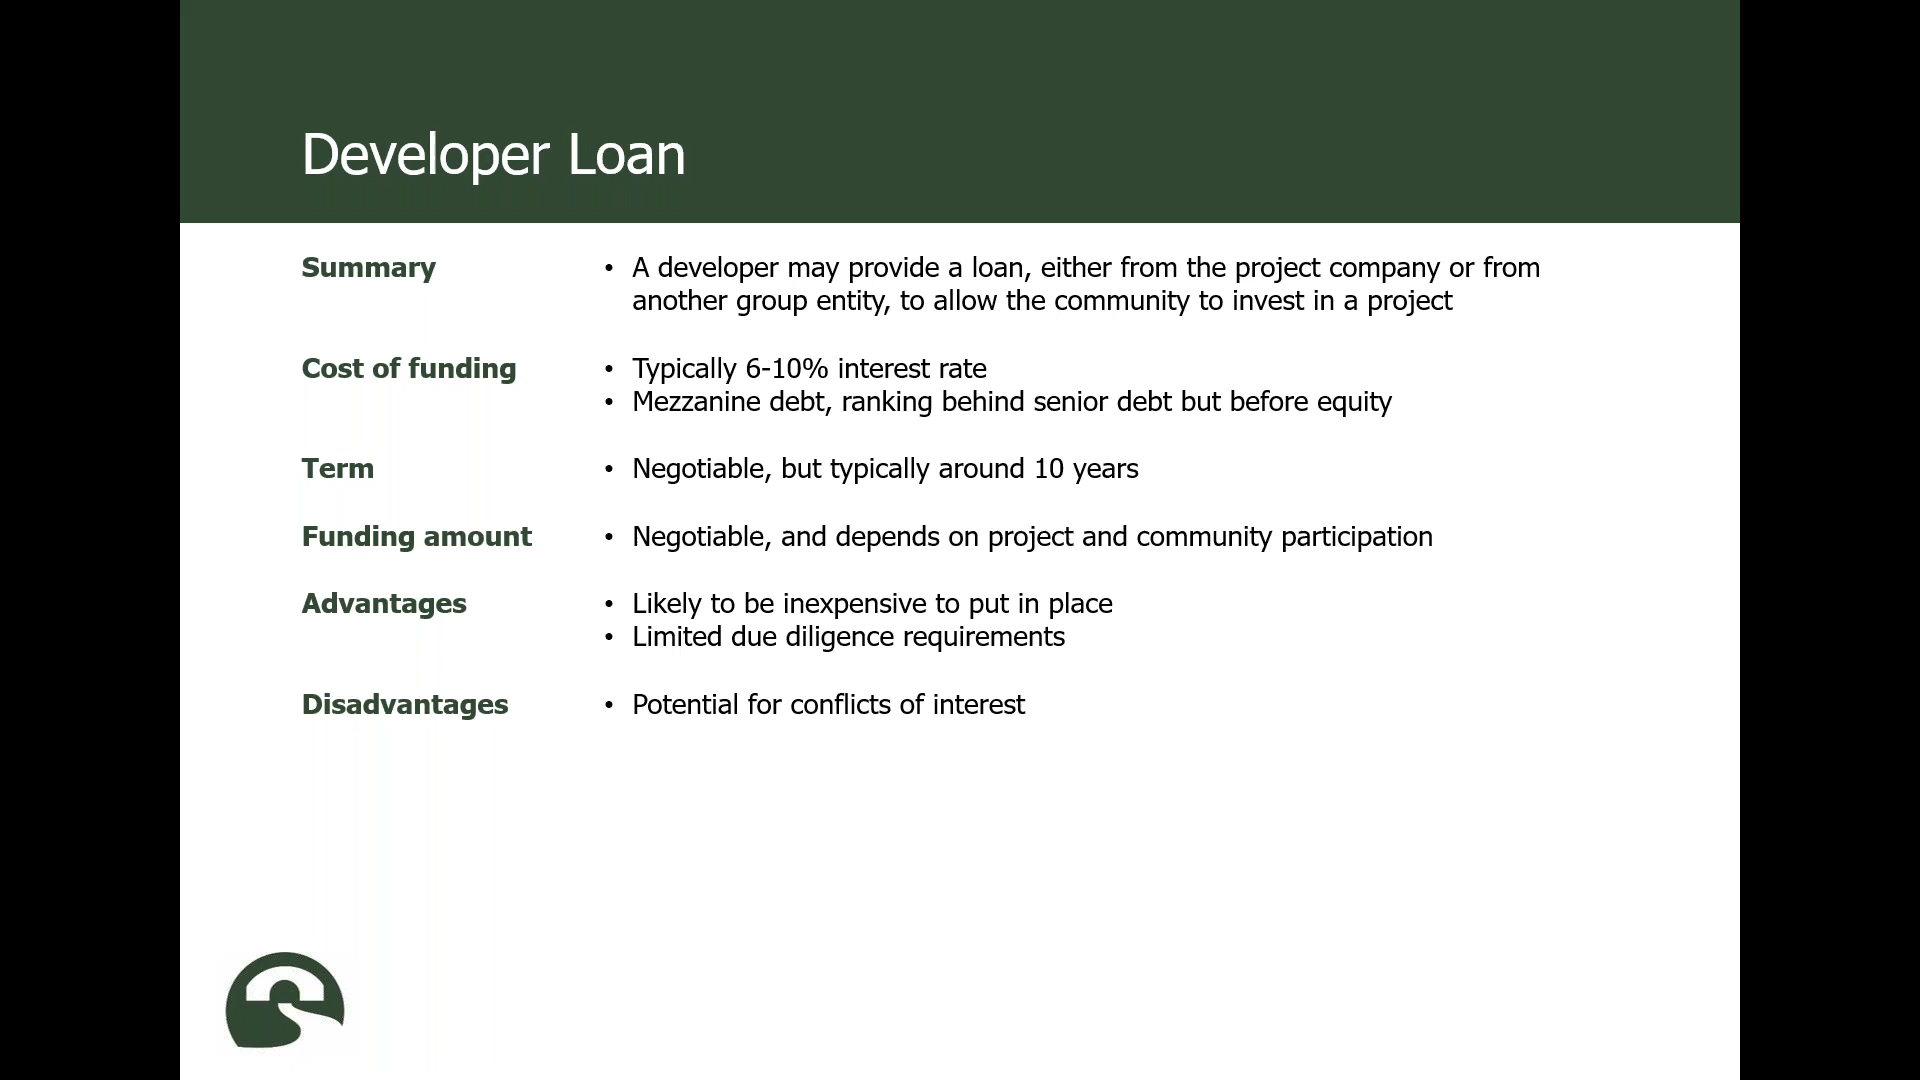 Developer Loan
Summary
• A developer may provide a loan, either from the project company or from
another group entity, to allow the community to invest in a project
Cost of funding
• Typically 6-10% interest rate
• Mezzanine debt, ranking behind senior debt but before equity
Term
• Negotiable, but typically around 10 years
Funding amount
• Negotiable, and depends on project and community participation
Advantages
• Likely to be inexpensive to put in place
• Limited due diligence requirements
Disadvantages
• Potential for conflicts of interest